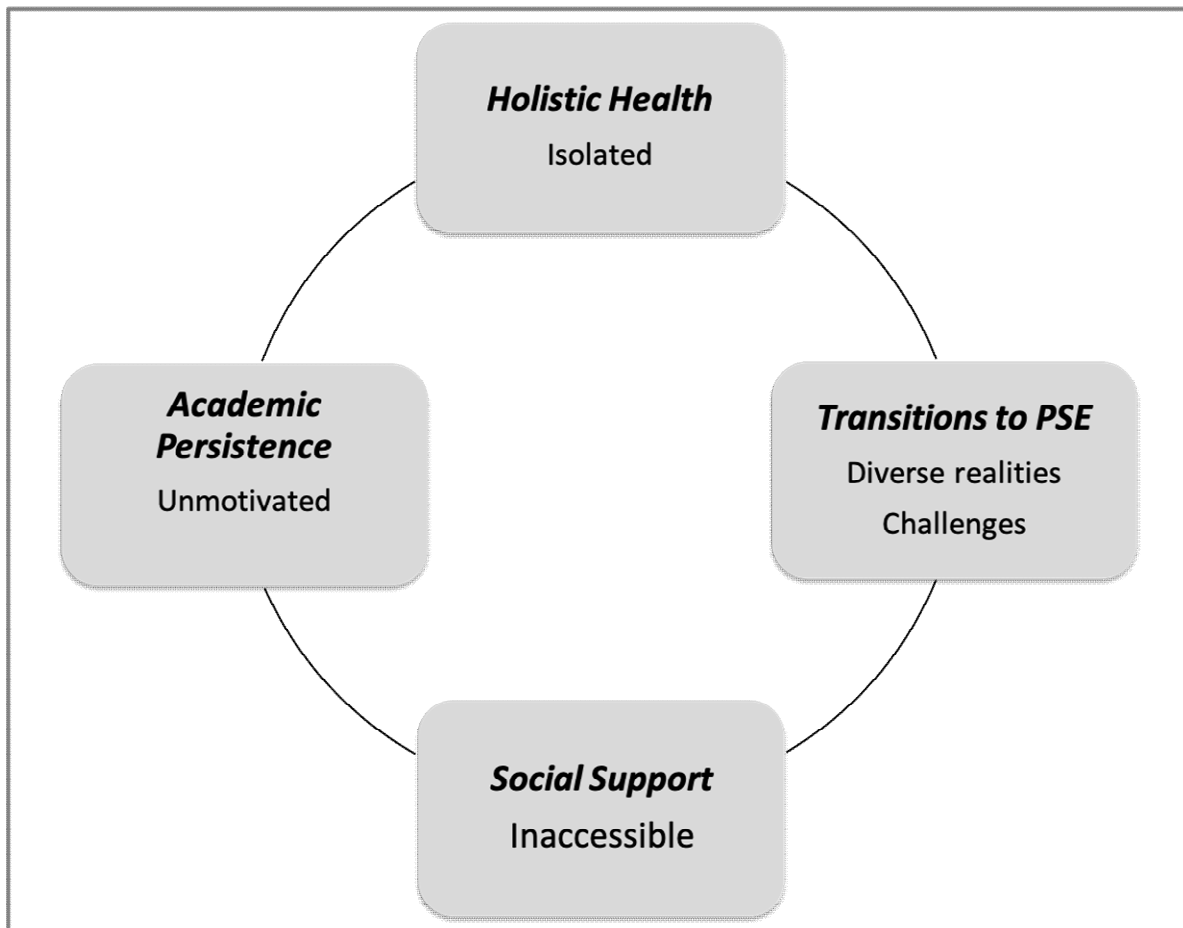 Holistic Health
Isolated
Academic
Persistence
Unmotivated
Transitions to PSE
Diverse realities
Challenges
Social Support
Inaccessible